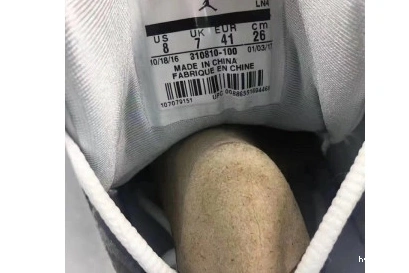 LN4
US UK EUR cm
8 7 41 26
10/18/16 310810-100 01/03/17
MADE IN CHINA
FABRIQUE EN CHINE
107079151